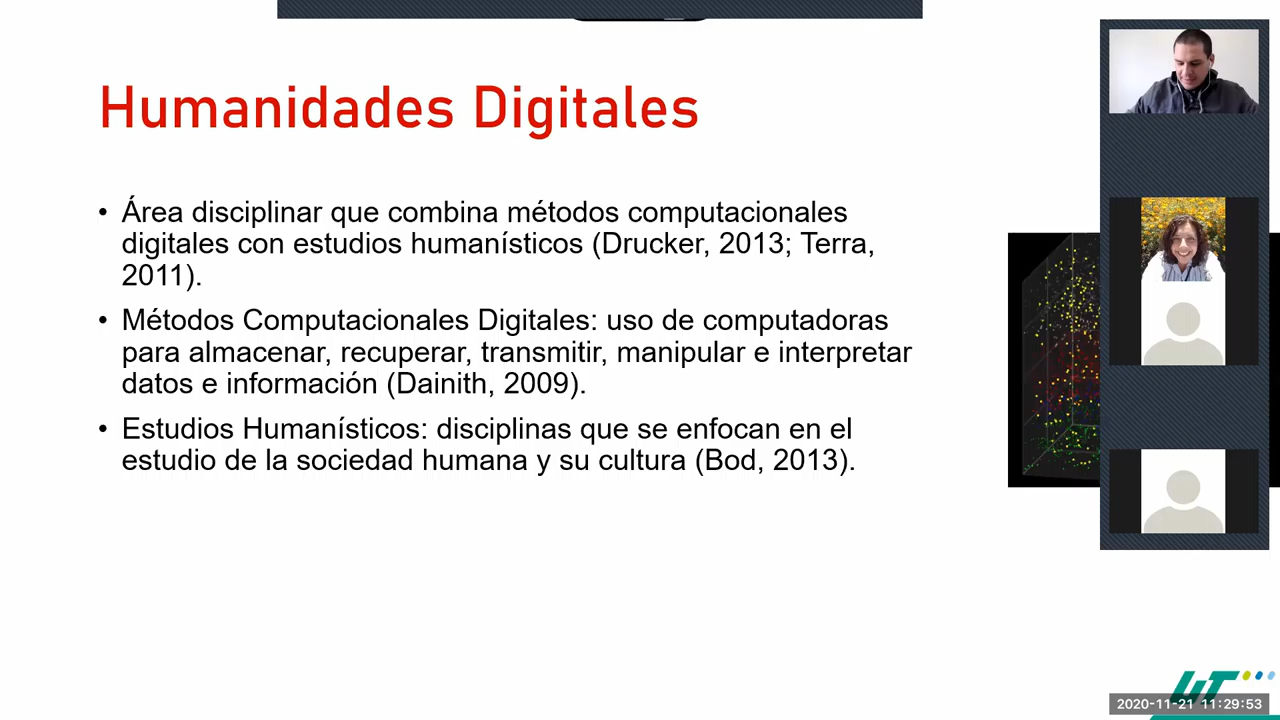 Humanidades Digitales
• Área disciplinar que combina métodos computacionales
digitales con estudios humanísticos (Drucker, 2013; Terra,
2011).
• Métodos Computacionales Digitales: uso de computadoras
para almacenar, recuperar, transmitir, manipular e interpretar
datos e información (Dainith, 2009).
• Estudios Humanísticos: disciplinas que se enfocan en el
estudio de la sociedad humana y su cultura (Bod, 2013).
UT
2020-11-21 11:29:53